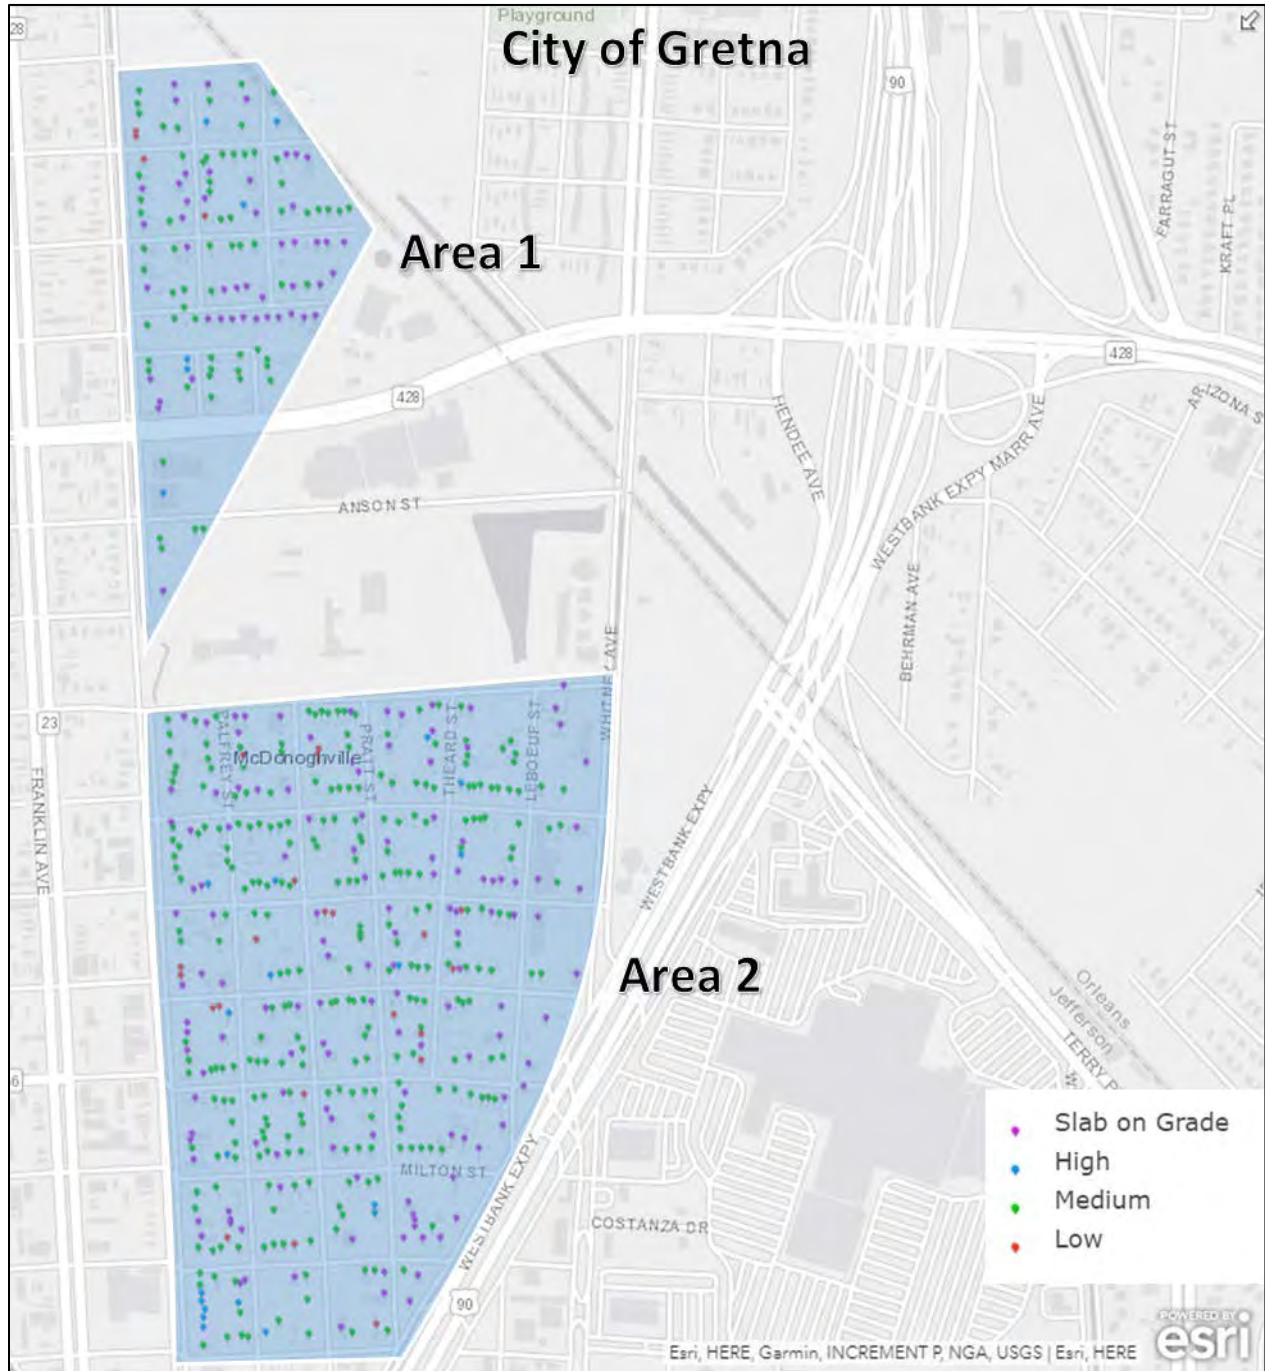 28
Playground
City of Gretna
90
FARRAGUT ST
KRAFT PL
Area 1
428
428
ARIZONA S
HENDEE AVE
WESTBANK EXPY MARR AVE
ANSON ST
BEHRMAN AVE
WHITNEY AVE
23
PALFREY ST
McDonoghville
PRATT ST
THEARD ST
LEBOEUF ST
FRANKLIN AVE
WESTBANK EXPY
Area 2
Orleans
Jefferson
TERRY P
W
6
MILTON ST
WESTBANK EXPY
COSTANZA DR
90
Slab on Grade
High
Medium
Low
POWERED BY
esri
Esri, HERE, Garmin, INCREMENT P, NGA, USGS | Esri, HERE